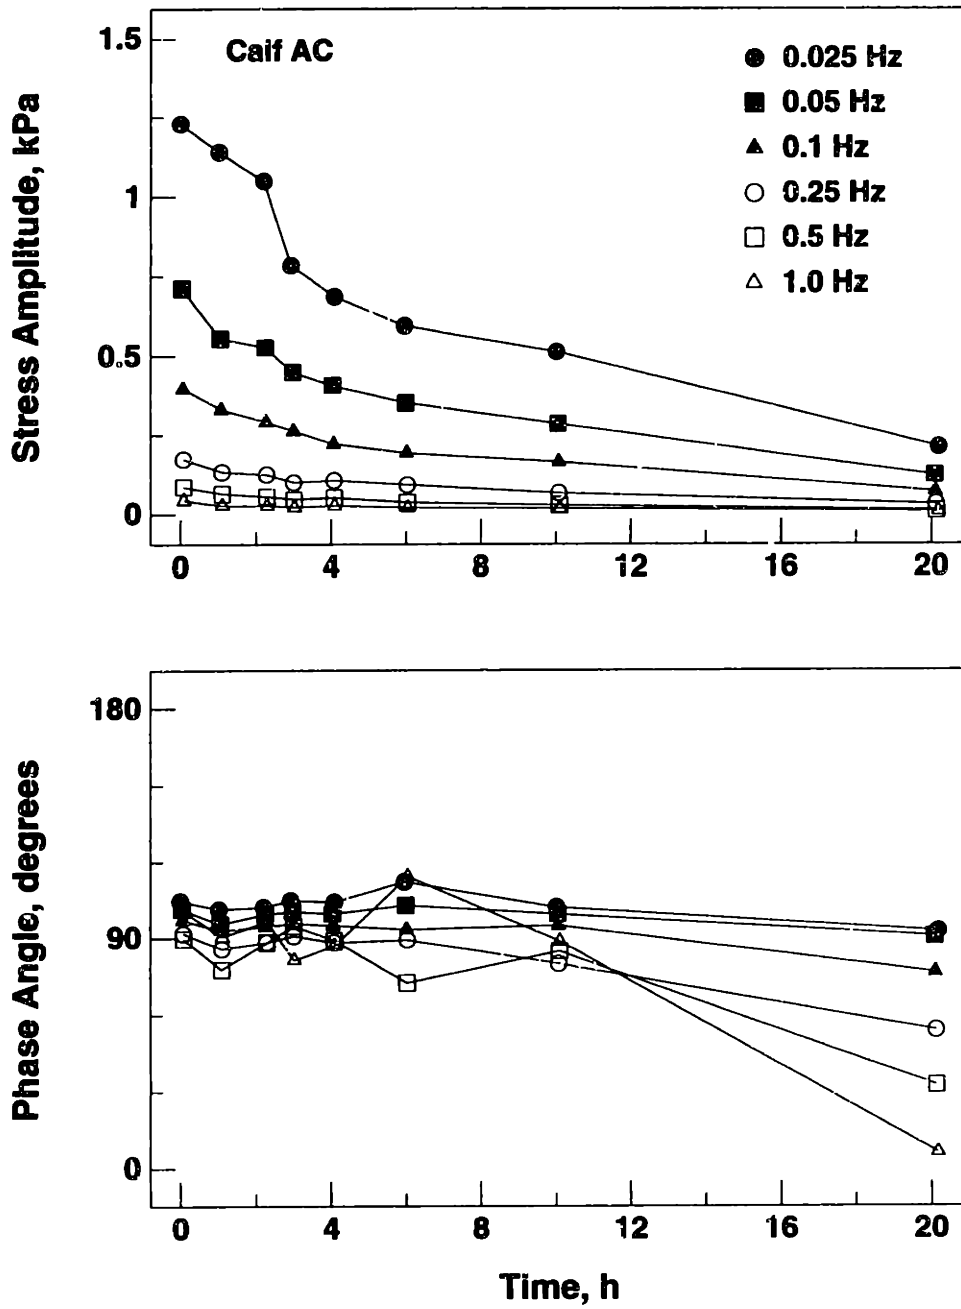 Stress Amplitude, kPa
1.5
1
0.5
0
Caif AC
0.025 Hz
0.05 Hz
0.1 Hz
0.25 Hz
0.5 Hz
1.0 Hz
0 4 8 12 16 20
Phase Angle, degrees
180
90
0
0 4 8 12 16 20
Time, h